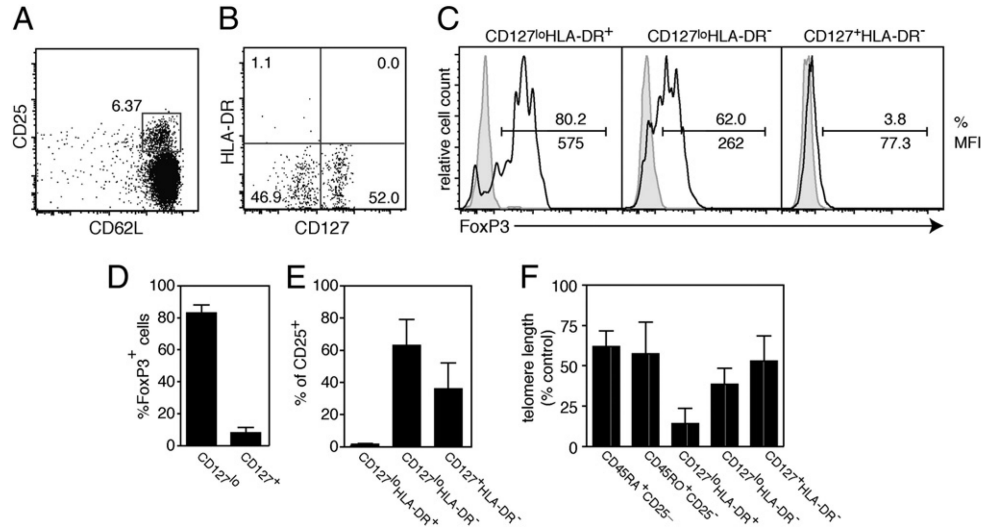 A
CD25
6.37
CD62L
B
HLA-DR
1.1
0.0
46.9
52.0
CD127
C
relative cell count
CD127loHLA-DR+
CD127loHLA-DR-
CD127+HLA-DR-
80.2
575
62.0
262
3.8
77.3
%
MFI
FoxP3
D
%FoxP3+ cells
100
80
60
40
20
0
CD127lo
CD127+
E
% of CD25+
100
80
60
40
20
0
CD127loHLA-DR+
CD127loHLA-DR-
CD127+HLA-DR-
F
telomere length
(% control)
100
75
50
25
0
CD45RA+CD25–
CD45RO+CD25-
CD127loHLA-DR+
CD127loHLA-DR-
CD127+HLA-DR-